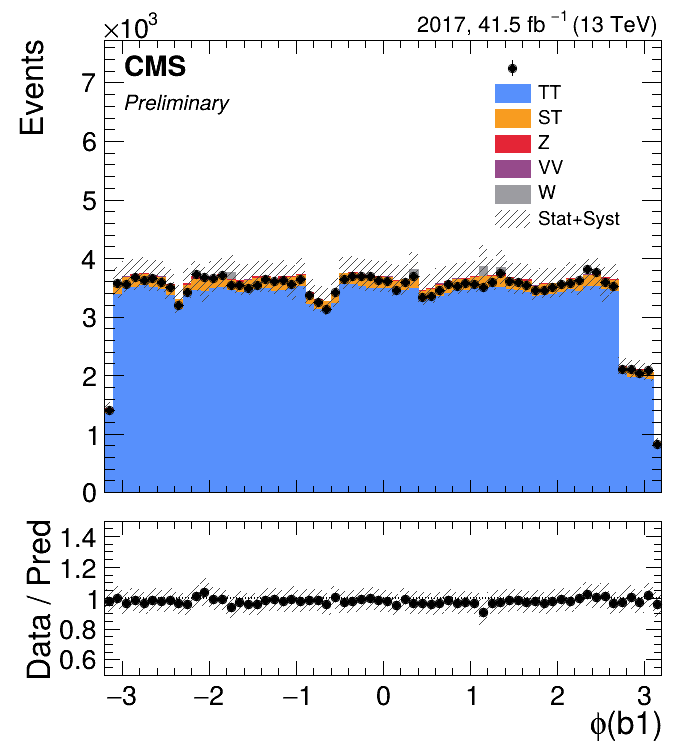 ×10³
2017, 41.5 fb⁻¹ (13 TeV)
Events
CMS
Preliminary
TT
ST
Z
VV
W
Stat+Syst
7
6
5
4
3
2
1
0
Data / Pred
1.4
1.2
1
0.8
0.6
−3 −2 −1 0 1 2 3
ϕ(b1)